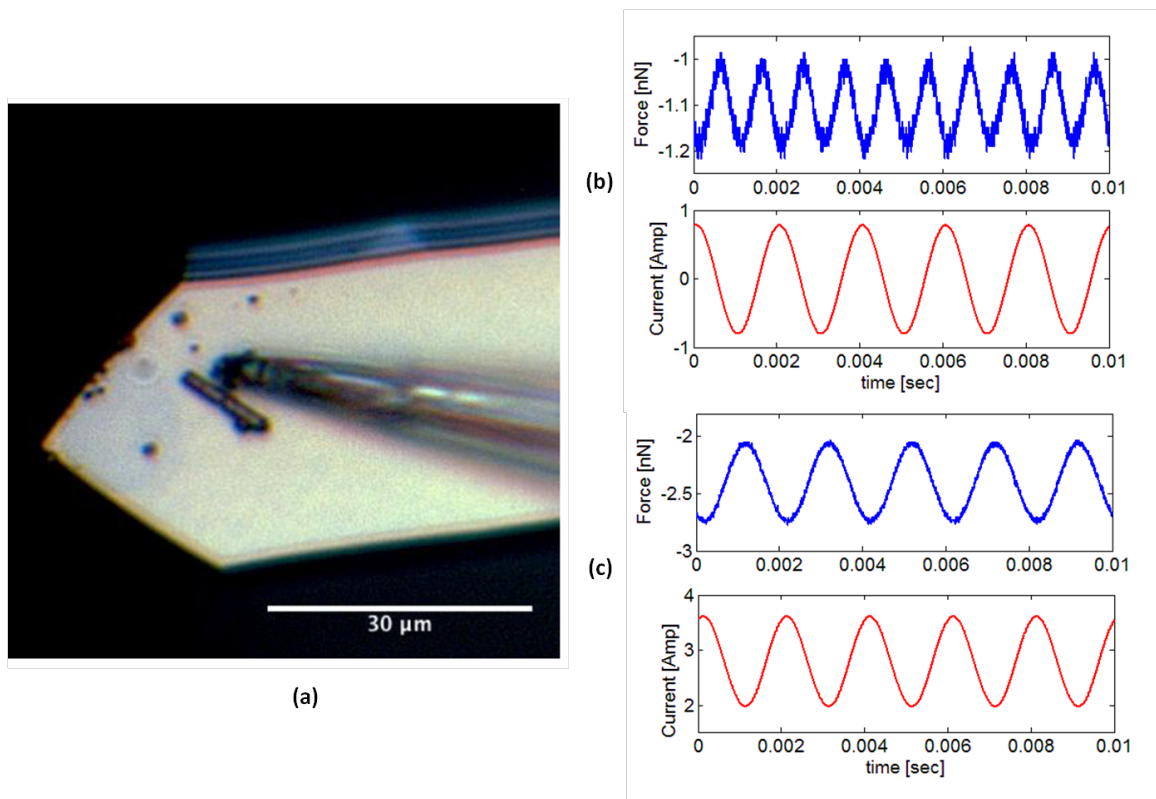 30 µm
(a)
(b)
Force [nN]
-1
-1.1
-1.2
0 0.002 0.004 0.006 0.008 0.01
Current [Amp]
1
0
-1
0 0.002 0.004 0.006 0.008 0.01
time [sec]
(c)
Force [nN]
-2
-2.5
-3
0 0.002 0.004 0.006 0.008 0.01
Current [Amp]
4
3
2
0 0.002 0.004 0.006 0.008 0.01
time [sec]